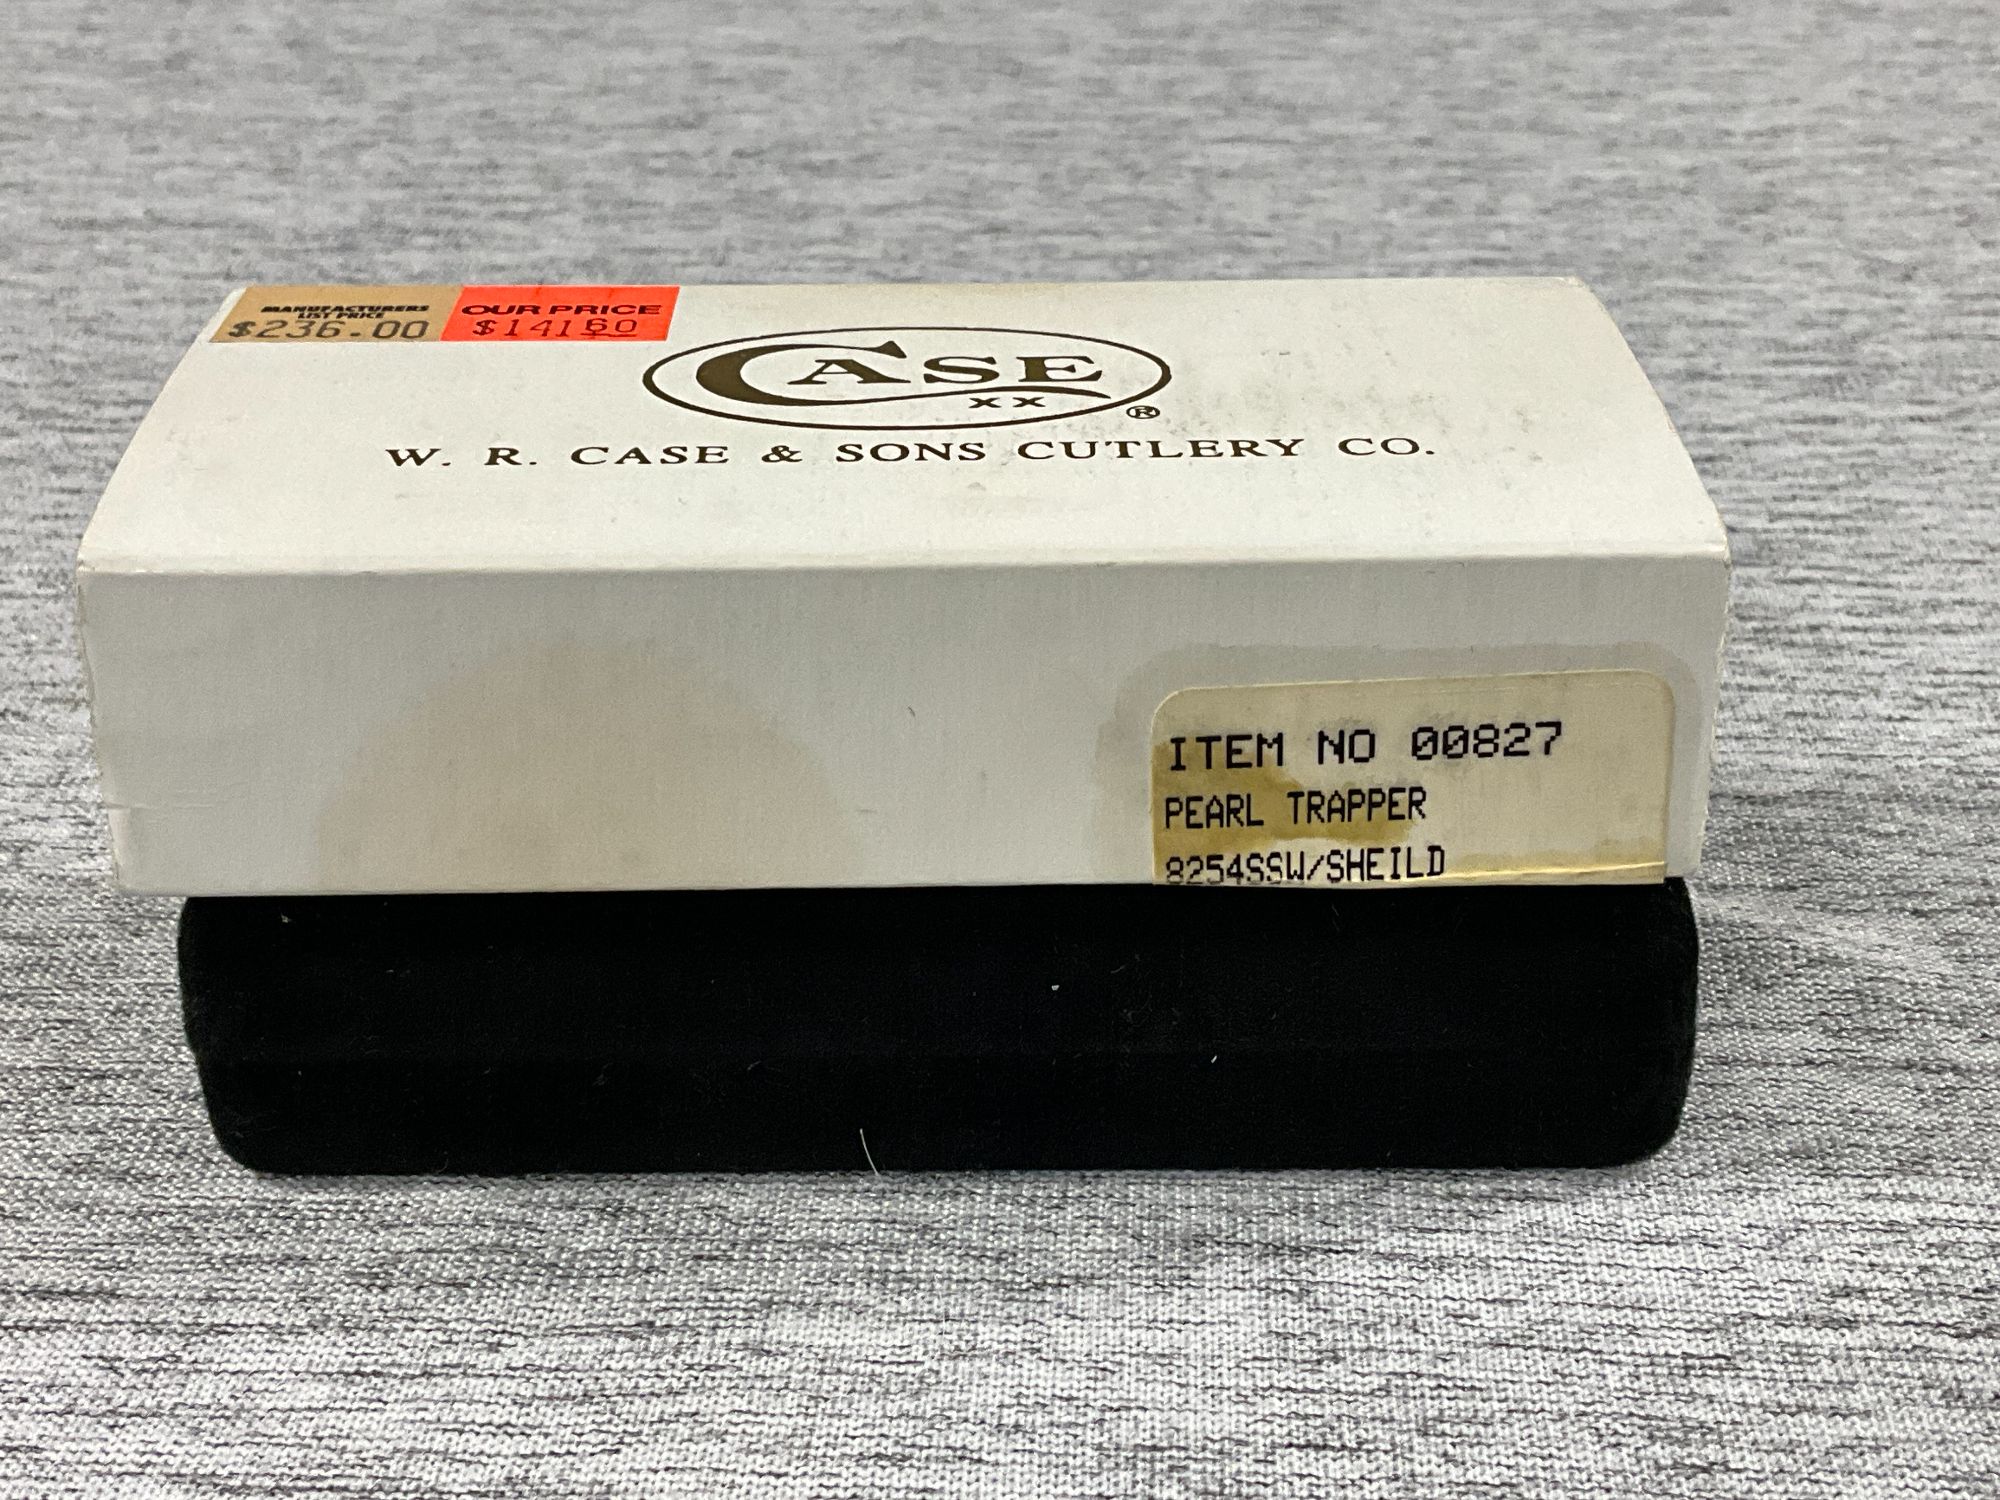 MANUFACTURERS
LIST PRICE
$236.00
OUR PRICE
$141.60
CASE
XX
®
W. R. CASE & SONS CUTLERY CO.
ITEM NO 00827
PEARL TRAPPER
8254SSW/SHEILD